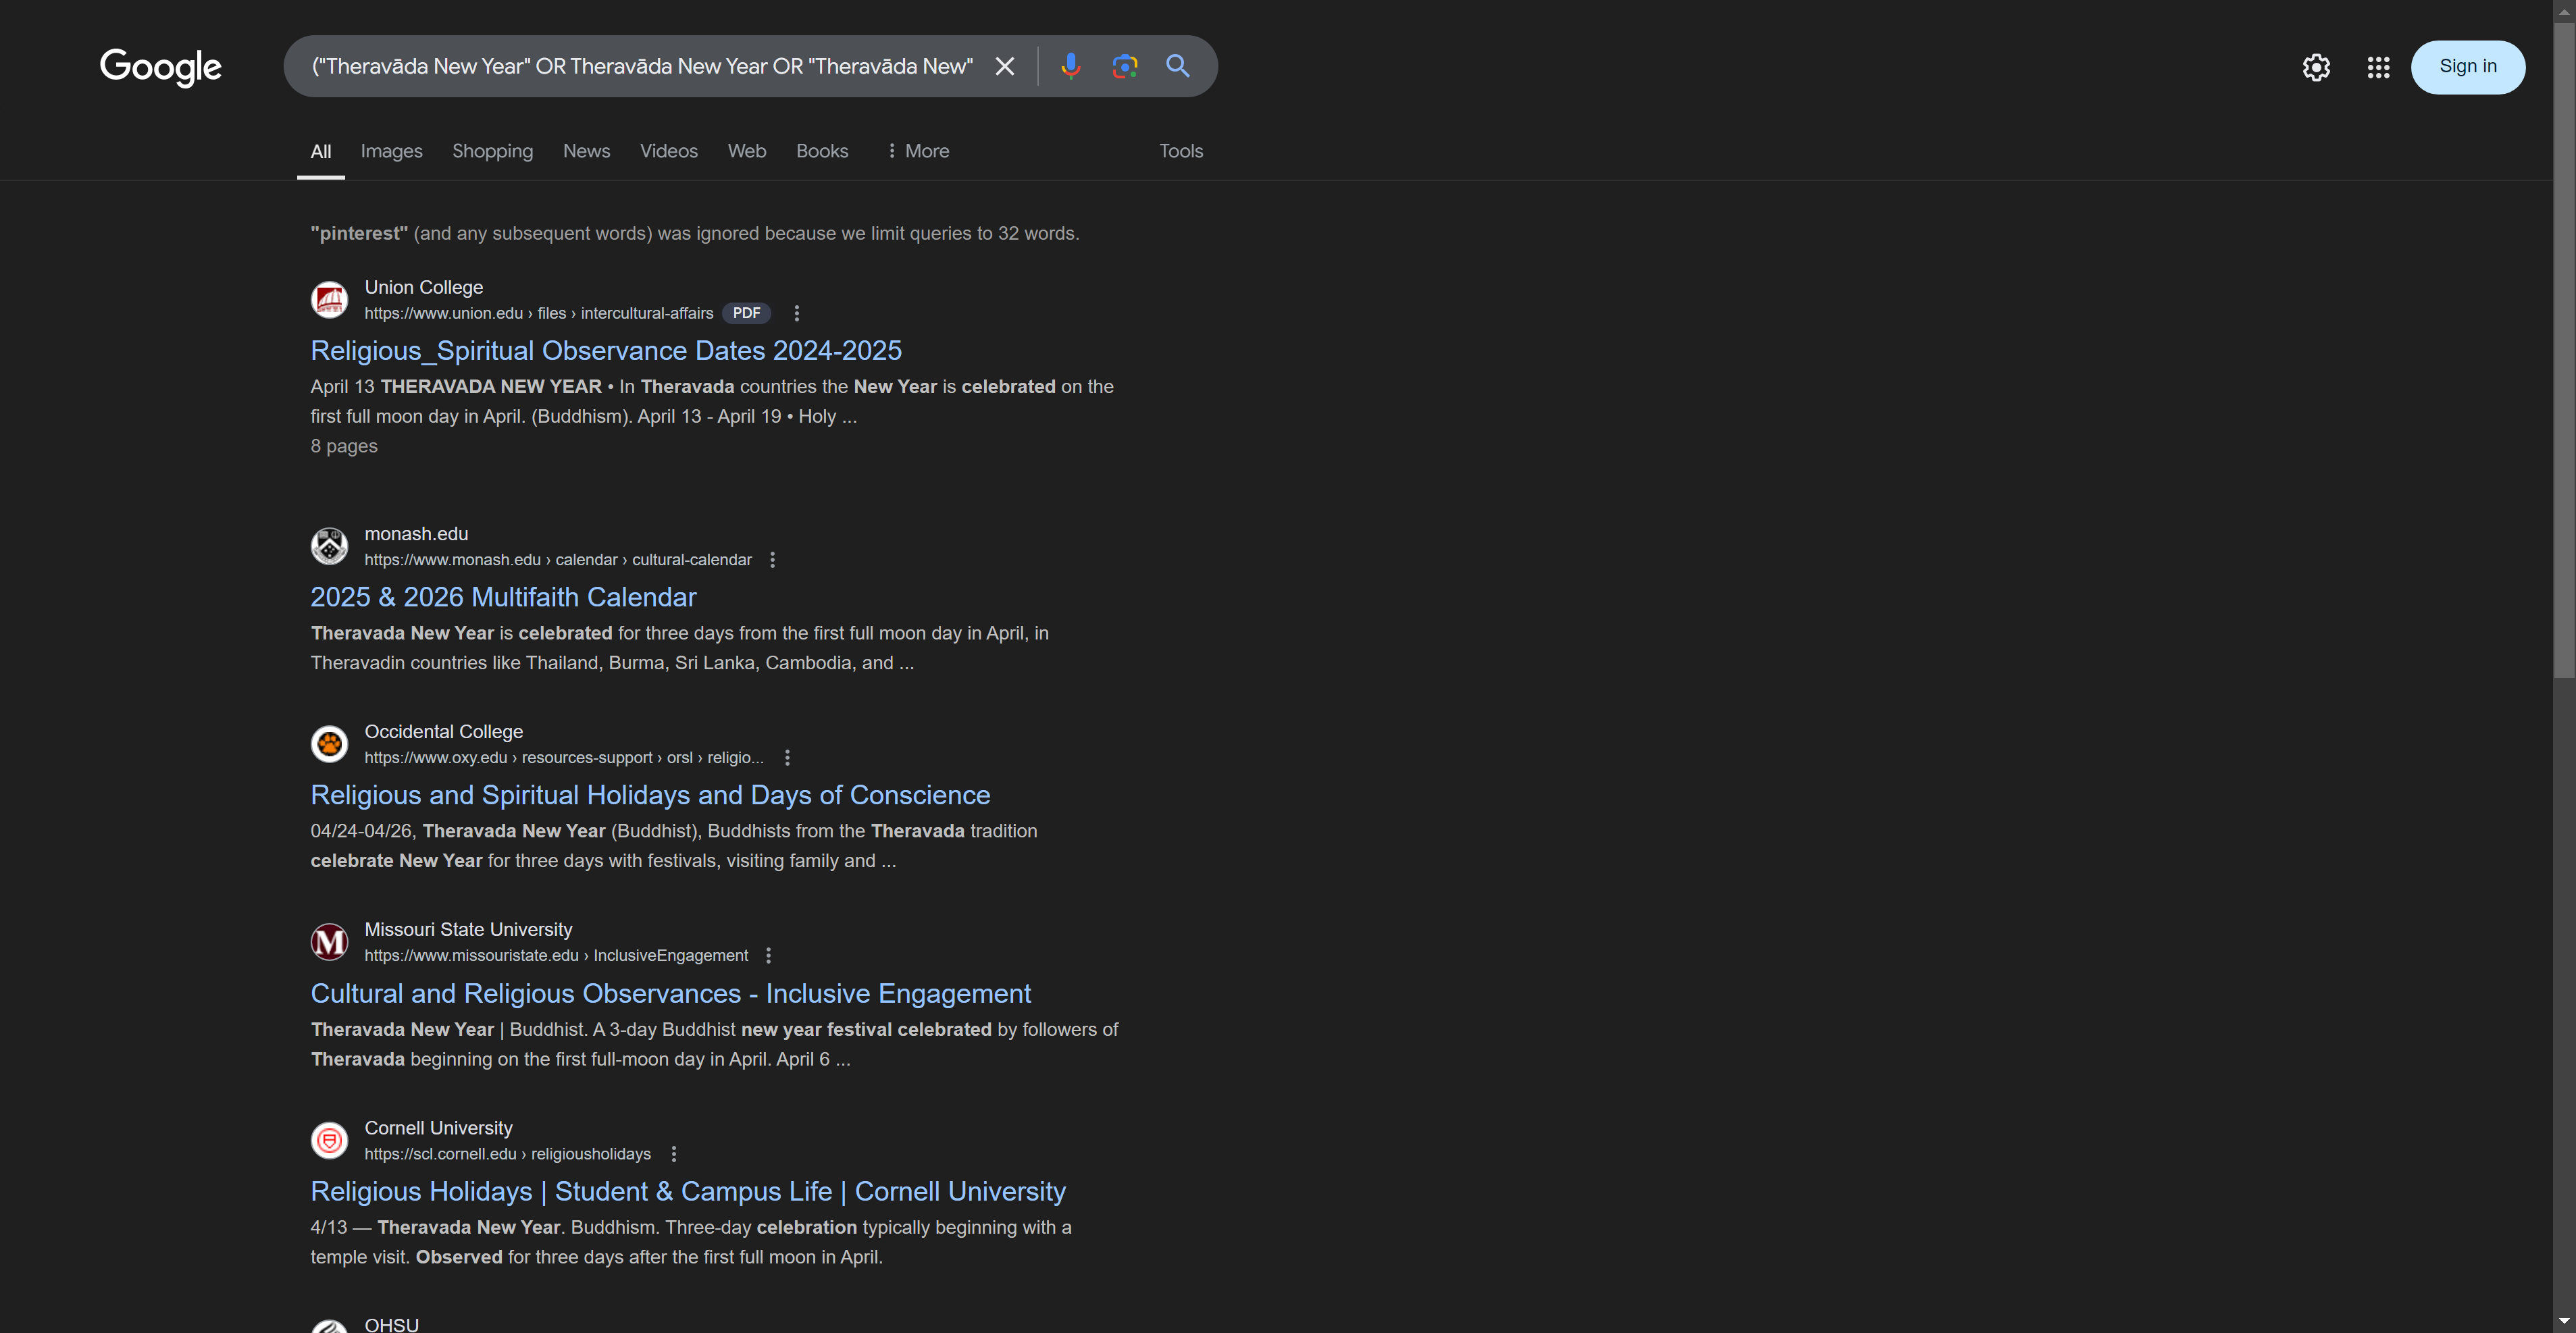 Google
("Theravāda New Year" OR Theravāda New Year OR "Theravāda New"
Sign in
All Images Shopping News Videos Web Books More Tools
"pinterest" (and any subsequent words) was ignored because we limit queries to 32 words.
Union College
https://www.union.edu › files › intercultural-affairs PDF
Religious_Spiritual Observance Dates 2024-2025
April 13 THERAVADA NEW YEAR • In Theravada countries the New Year is celebrated on the
first full moon day in April. (Buddhism). April 13 - April 19 • Holy ...
8 pages
monash.edu
https://www.monash.edu › calendar › cultural-calendar
2025 & 2026 Multifaith Calendar
Theravada New Year is celebrated for three days from the first full moon day in April, in
Theravadin countries like Thailand, Burma, Sri Lanka, Cambodia, and ...
Occidental College
https://www.oxy.edu › resources-support › orsl › religio...
Religious and Spiritual Holidays and Days of Conscience
04/24-04/26, Theravada New Year (Buddhist), Buddhists from the Theravada tradition
celebrate New Year for three days with festivals, visiting family and ...
Missouri State University
https://www.missouristate.edu › InclusiveEngagement
Cultural and Religious Observances - Inclusive Engagement
Theravada New Year | Buddhist. A 3-day Buddhist new year festival celebrated by followers of
Theravada beginning on the first full-moon day in April. April 6 ...
Cornell University
https://scl.cornell.edu › religiousholidays
Religious Holidays | Student & Campus Life | Cornell University
4/13 — Theravada New Year. Buddhism. Three-day celebration typically beginning with a
temple visit. Observed for three days after the first full moon in April.
OHSU